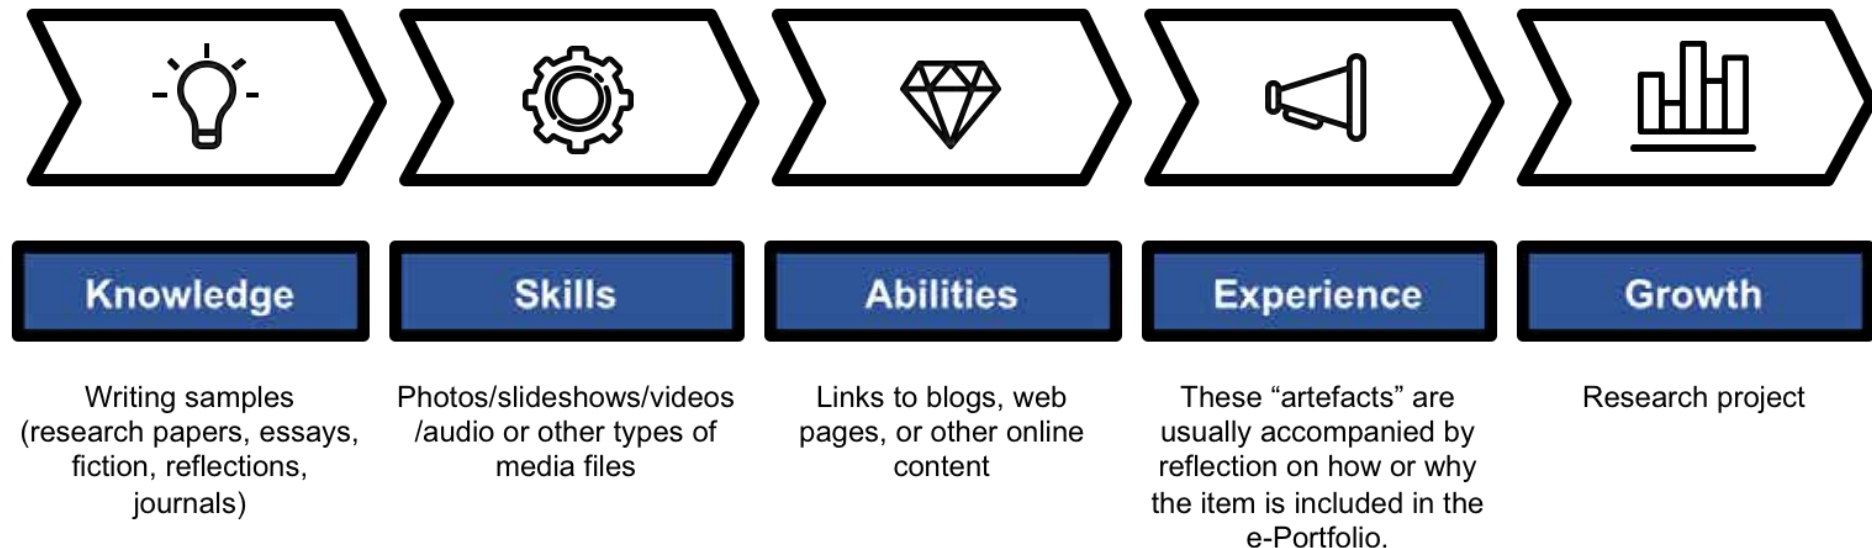 Knowledge
Skills
Abilities
Experience
Growth
Writing samples
(research papers, essays,
fiction, reflections,
journals)
Photos/slideshows/videos
/audio or other types of
media files
Links to blogs, web
pages, or other online
content
These “artefacts” are
usually accompanied by
reflection on how or why
the item is included in the
e-Portfolio.
Research project